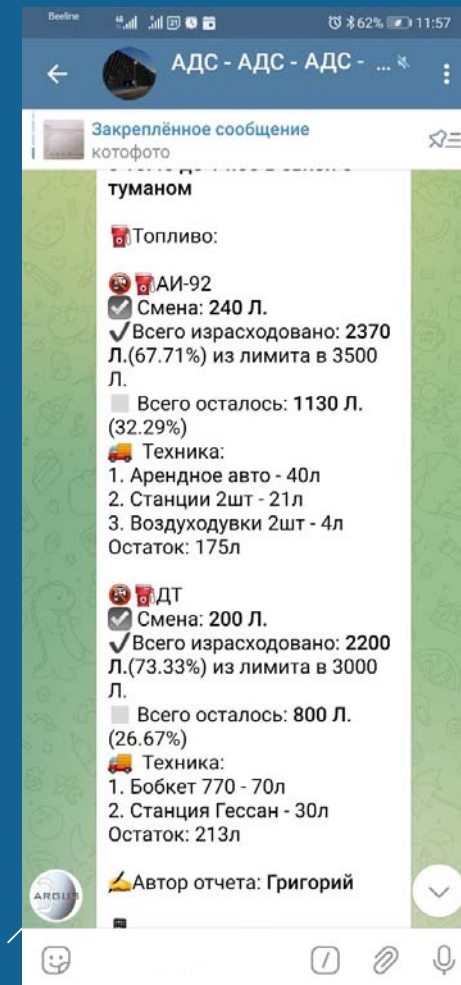 Beeline 62% 11:57
АДС - АДС - АДС - ...
Закреплённое сообщение
котофото
туманом
Топливо:
АИ-92
Смена: 240 Л.
Всего израсходовано: 2370
Л.(67.71%) из лимита в 3500
Л.
Всего осталось: 1130 Л.
(32.29%)
Техника:
1. Арендное авто - 40л
2. Станции 2шт - 21л
3. Воздуходувки 2шт - 4л
Остаток: 175л
ДТ
Смена: 200 Л.
Всего израсходовано: 2200
Л.(73.33%) из лимита в 3000
Л.
Всего осталось: 800 Л.
(26.67%)
Техника:
1. Бобкет 770 - 70л
2. Станция Гессан - 30л
Остаток: 213л
Автор отчета: Григорий
ARGUS